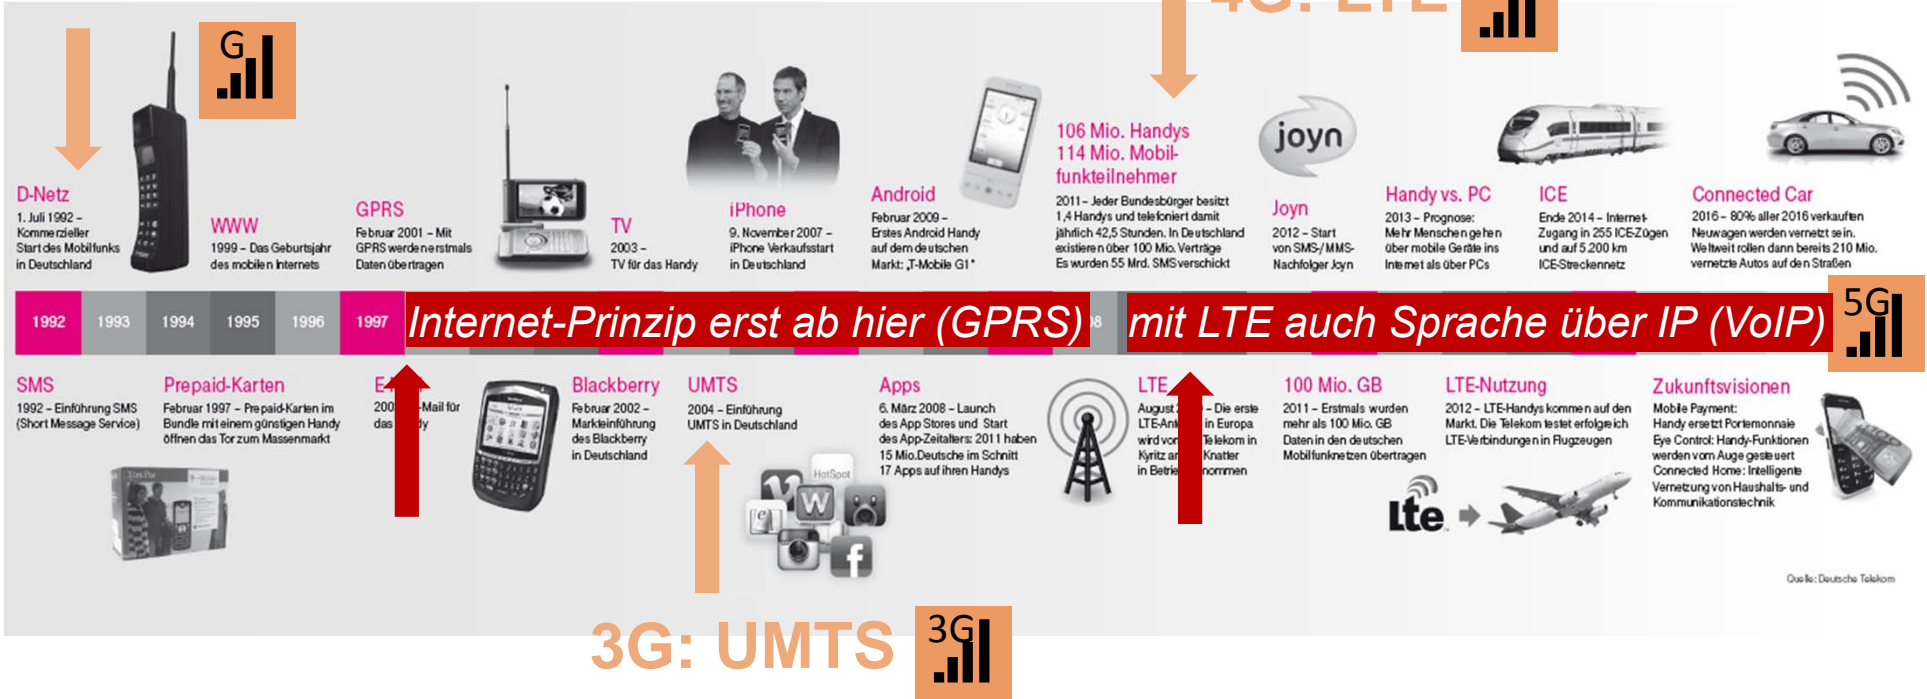 4G: LTE
G
D-Netz
1. Juli 1992 –
Kommerzieller
Start des Mobilfunks
in Deutschland
WWW
1999 – Das Geburtsjahr
des mobilen Internets
GPRS
Februar 2001 – Mit
GPRS werden erstmals
Daten übertragen
TV
2003 –
TV für das Handy
iPhone
9. November 2007 –
iPhone Verkaufsstart
in Deutschland
Android
Februar 2009 –
Erstes Android Handy
auf dem deutschen
Markt: „T-Mobile G1“
106 Mio. Handys
114 Mio. Mobil-
funkteilnehmer
2011 – Jeder Bundesbürger besitzt
1,4 Handys und telefoniert damit
jährlich 42,5 Stunden. In Deutschland
existieren über 100 Mio. Verträge
Es wurden 55 Mrd. SMS verschickt
joyn
Joyn
2012 – Start
von SMS-/MMS-
Nachfolger Joyn
Handy vs. PC
2013 – Prognose:
Mehr Menschen gehen
über mobile Geräte ins
Internet als über PCs
ICE
Ende 2014 – Internet-
Zugang in 255 ICE-Zügen
und auf 5.200 km
ICE-Streckennetz
Connected Car
2016 – 80% aller 2016 verkauften
Neuwagen werden vernetzt sein.
Weltweit rollen dann bereits 210 Mio.
vernetzte Autos auf den Straßen
1992 1993 1994 1995 1996 1997
Internet-Prinzip erst ab hier (GPRS)
mit LTE auch Sprache über IP (VoIP)
5G
SMS
1992 – Einführung SMS
(Short Message Service)
Prepaid-Karten
Februar 1997 – Prepaid-Karten im
Bundle mit einem günstigen Handy
öffnen das Tor zum Massenmarkt
-Mail für
das
Blackberry
Februar 2002 –
Markteinführung
des Blackberry
in Deutschland
UMTS
2004 – Einführung
UMTS in Deutschland
Apps
6. März 2008 – Launch
des App Stores und Start
des App-Zeitalters: 2011 haben
15 Mio. Deutsche im Schnitt
17 Apps auf ihren Handys
HotSpot
W
f
LTE
August – Die erste
in Europa
wird Telekom in
Kyritz Knatter
in
100 Mio. GB
2011 – Erstmals wurden
mehr als 100 Mio. GB
Daten in den deutschen
Mobilfunknetzen übertragen
LTE-Nutzung
2012 – LTE-Handys kommen auf den
Markt. Die Telekom testet erfolgreich
LTE-Verbindungen in Flugzeugen
lte
Zukunftsvisionen
Mobile Payment:
Handy ersetzt Portemonnaie
Eye Control: Handy-Funktionen
werden vom Auge gesteuert
Connected Home: Intelligente
Vernetzung von Haushalts- und
Kommunikationstechnik
Quelle: Deutsche Telekom
3G: UMTS
3G